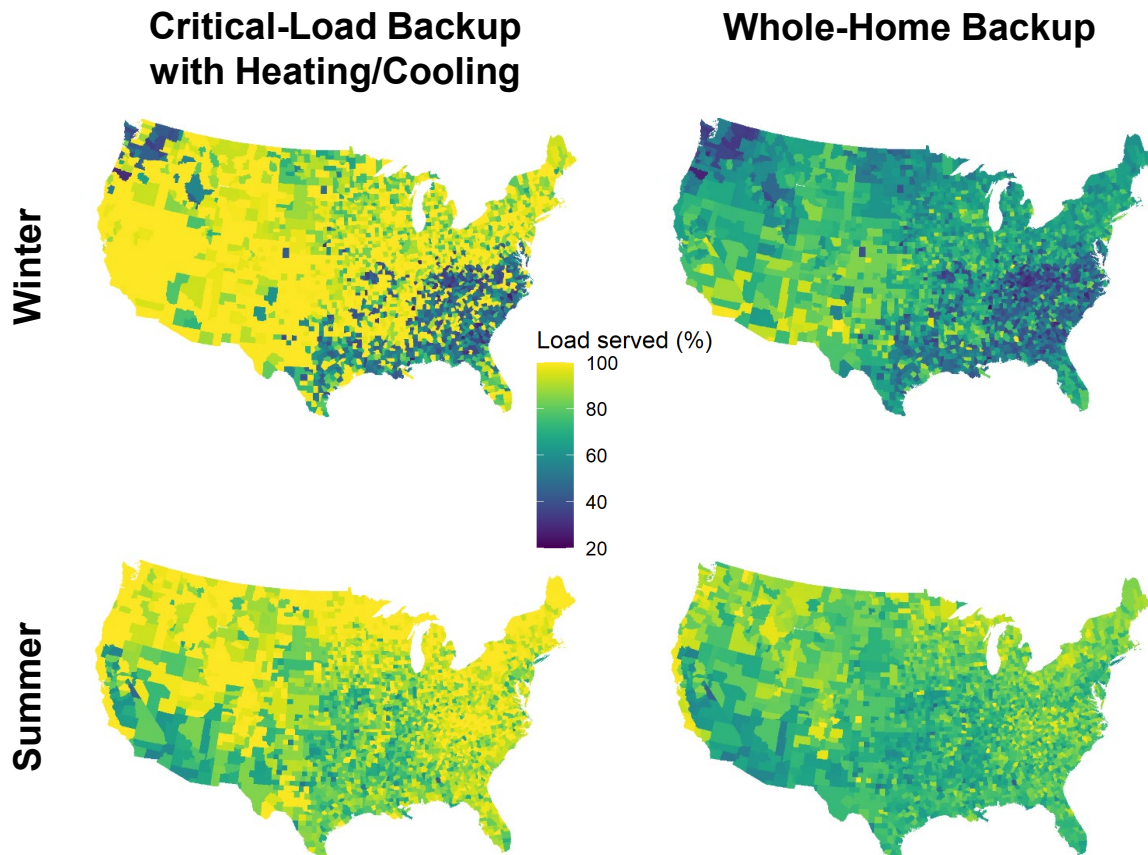 Critical-Load Backup
with Heating/Cooling
Whole-Home Backup
Winter
Load served (%)
100
80
60
40
20
Summer